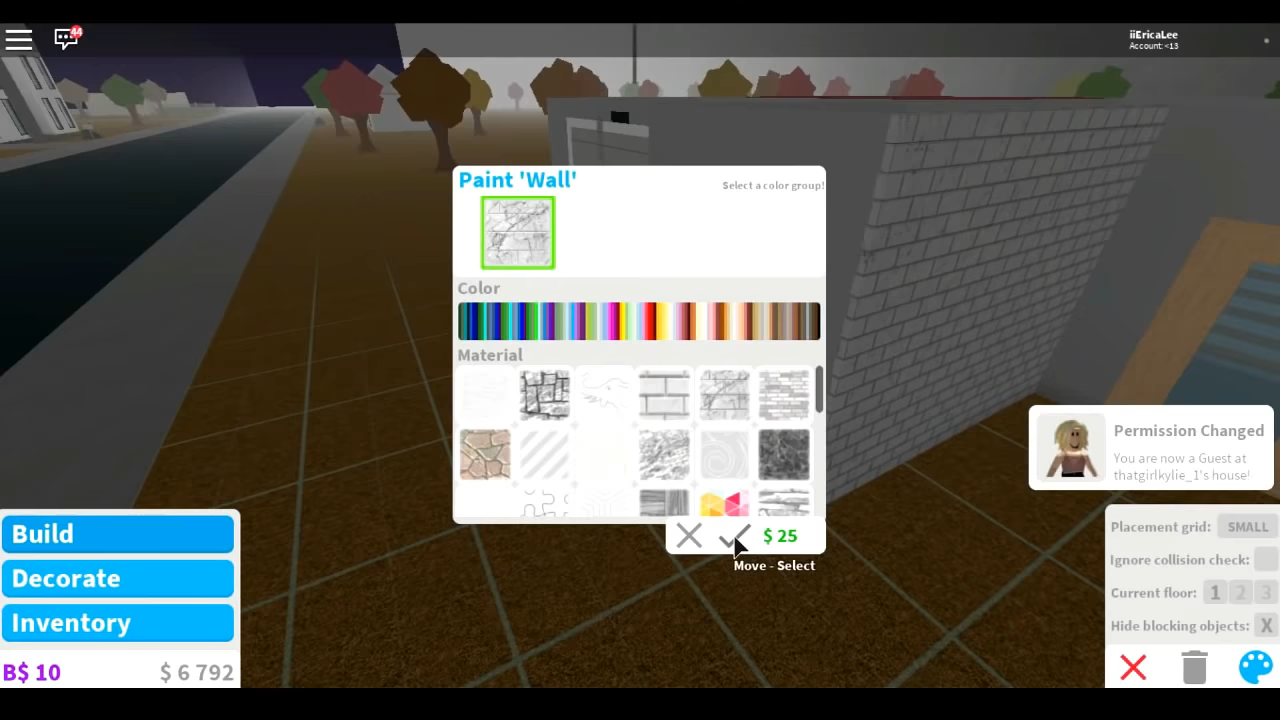 44
iiEricaLee
Account: <13
Paint 'Wall'
Select a color group!
Color
Material
Permission Changed
You are now a Guest at
thatgirlkylie_1's house!
$ 25
Move - Select
Build
Decorate
Inventory
B$ 10
$ 6 792
Placement grid: SMALL
Ignore collision check:
Current floor: 1 2 3
Hide blocking objects: X